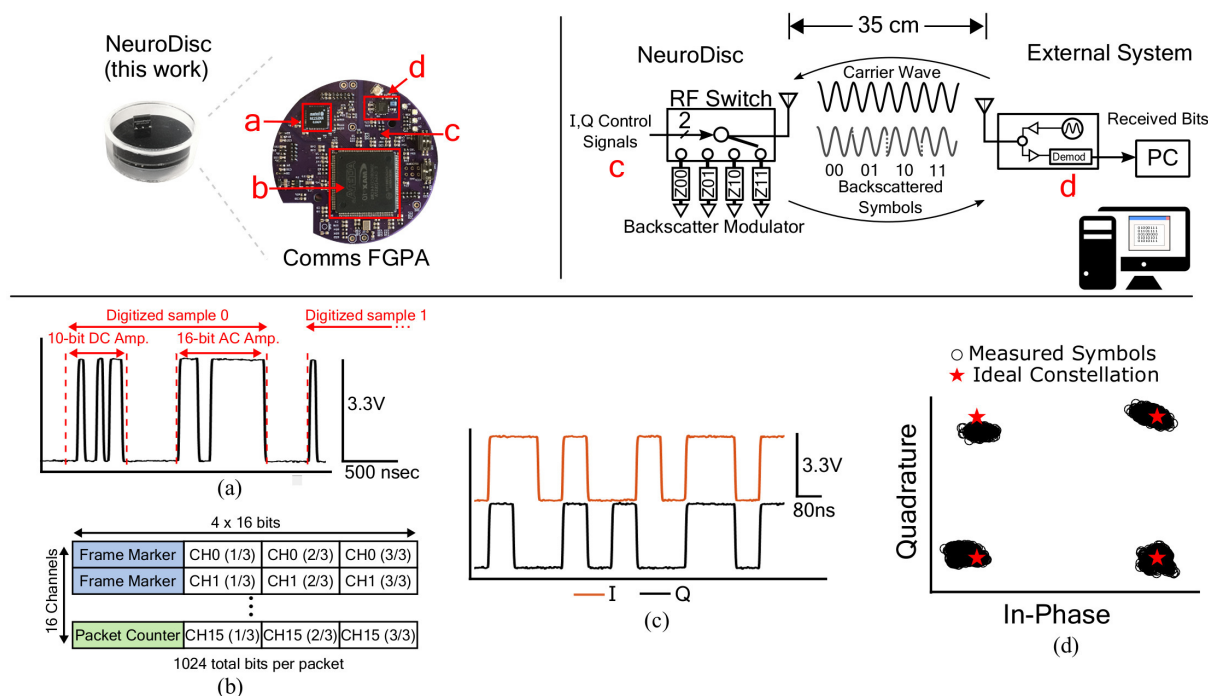 NeuroDisc
(this work)
a
b
c
d
Comms FGPA
35 cm
NeuroDisc
External System
Carrier Wave
RF Switch
2
I,Q Control
Signals
c
Z00
Z01
Z10
Z11
00 01 10 11
Backscattered
Symbols
Backscatter Modulator
Received Bits
Demod
PC
d
Digitized sample 0
Digitized sample 1
...
10-bit DC Amp.
16-bit AC Amp.
3.3V
500 nsec
(a)
4 x 16 bits
16 Channels
Frame Marker CH0 (1/3) CH0 (2/3) CH0 (3/3)
Frame Marker CH1 (1/3) CH1 (2/3) CH1 (3/3)
Packet Counter CH15 (1/3) CH15 (2/3) CH15 (3/3)
1024 total bits per packet
(b)
3.3V
80ns
I Q
(c)
Measured Symbols
Ideal Constellation
Quadrature
In-Phase
(d)